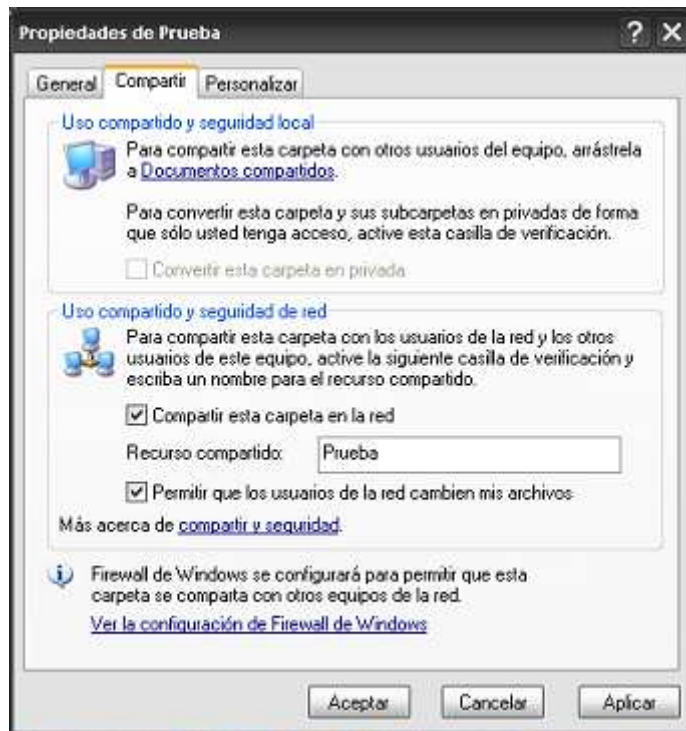 Propiedades de Prueba
General
Compartir
Personalizar
Uso compartido y seguridad local
Para compartir esta carpeta con otros usuarios del equipo, arrástrela
a Documentos compartidos.
Para convertir esta carpeta y sus subcarpetas en privadas de forma
que sólo usted tenga acceso, active esta casilla de verificación.
Convertir esta carpeta en privada
Uso compartido y seguridad de red
Para compartir esta carpeta con los usuarios de la red y los otros
usuarios de este equipo, active la siguiente casilla de verificación y
escriba un nombre para el recurso compartido.
Compartir esta carpeta en la red
Recurso compartido: Prueba
Permitir que los usuarios de la red cambien mis archivos
Más acerca de compartir y seguridad.
Firewall de Windows se configurará para permitir que esta
carpeta se comparta con otros equipos de la red.
Ver la configuración de Firewall de Windows
Aceptar
Cancelar
Aplicar